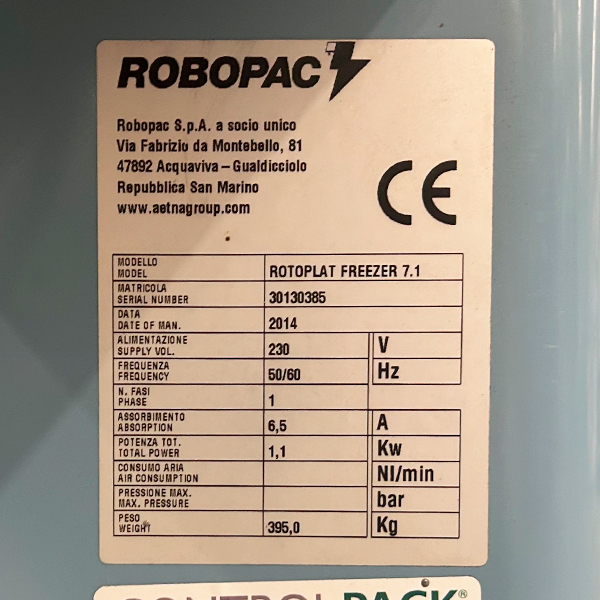 ROBOPAC
Robopac S.p.A. a socio unico
Via Fabrizio da Montebello, 81
47892 Acquaviva – Gualdicciolo
Repubblica San Marino
www.aetnagroup.com
CE
MODELLO
MODEL
ROTOPLAT FREEZER 7.1
MATRICOLA
SERIAL NUMBER
30130385
DATA
DATE OF MAN.
2014
ALIMENTAZIONE
SUPPLY VOL.
230 V
FREQUENZA
FREQUENCY
50/60 Hz
N. FASI
PHASE
1
ASSORBIMENTO
ABSORPTION
6,5 A
POTENZA TOT.
TOTAL POWER
1,1 Kw
CONSUMO ARIA
AIR CONSUMPTION
Nl/min
PRESSIONE MAX.
MAX. PRESSURE
bar
PESO
WEIGHT
395,0 Kg
CONTROLPACK®